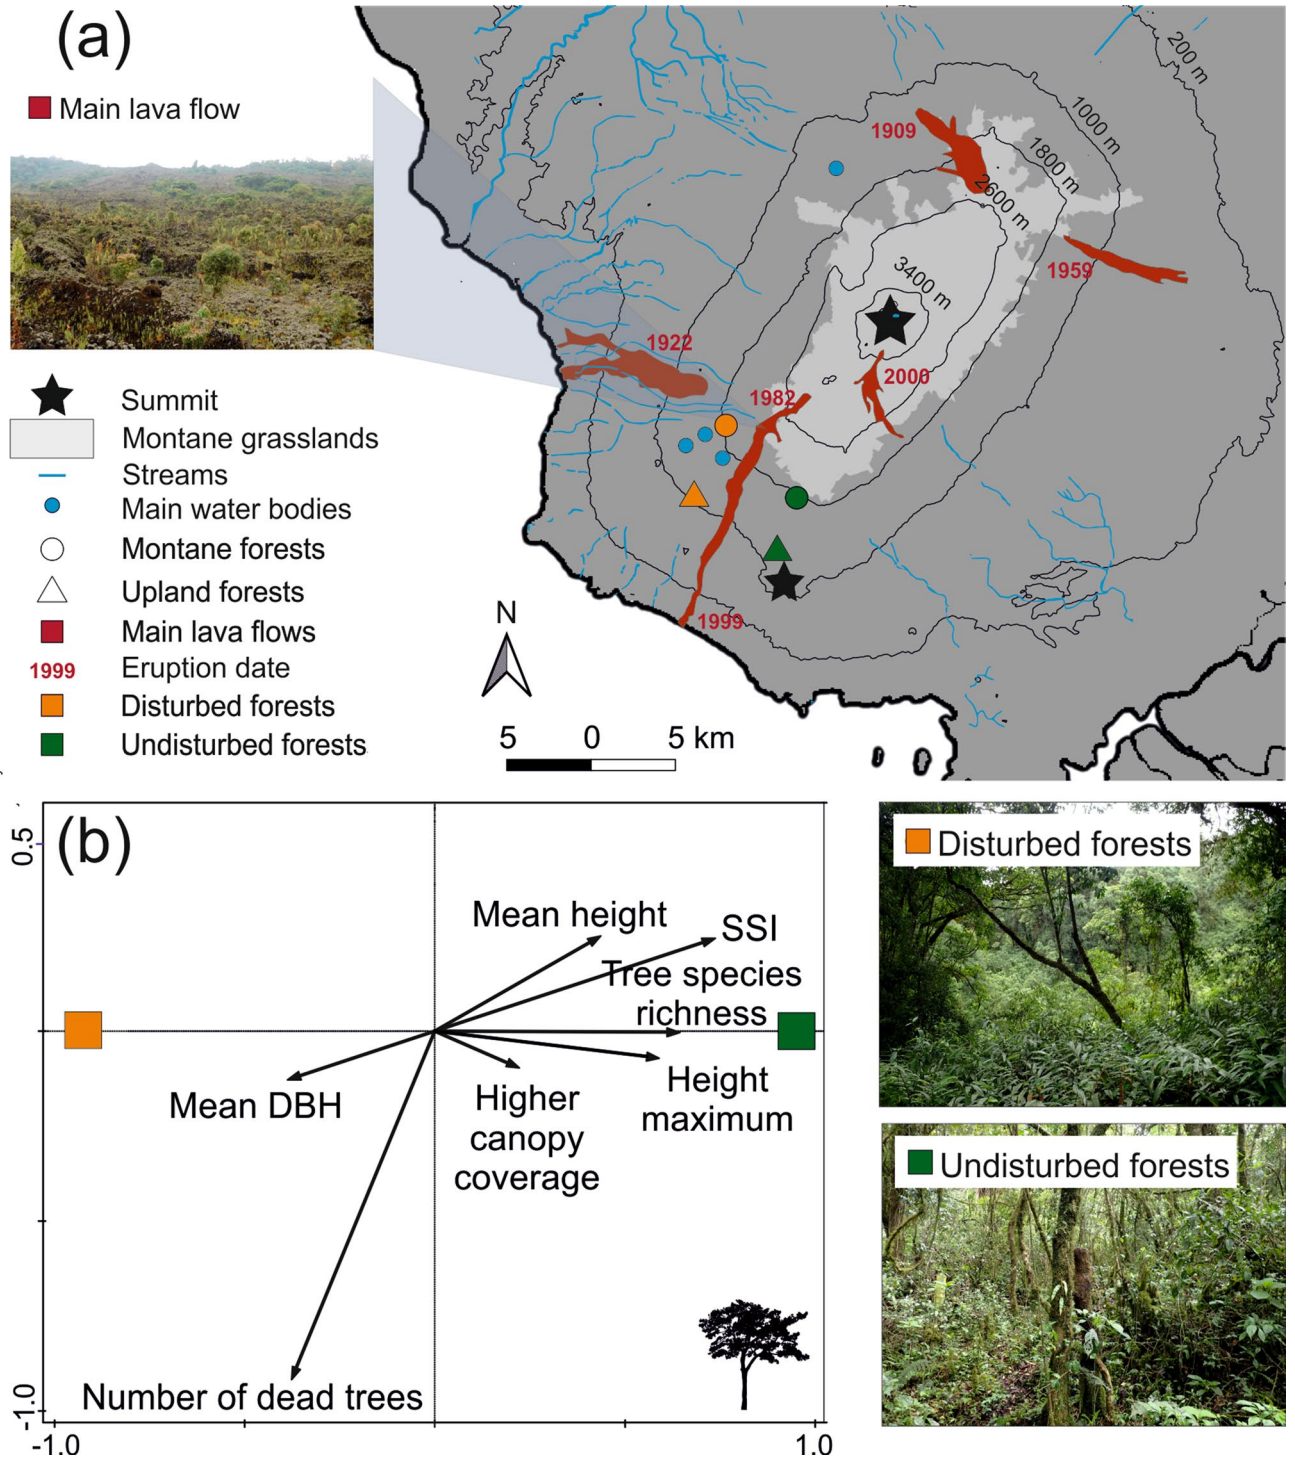 (a)
Main lava flow
Summit
Montane grasslands
Streams
Main water bodies
Montane forests
Upland forests
Main lava flows
1999 Eruption date
Disturbed forests
Undisturbed forests
200 m
1000 m
1800 m
2600 m
3400 m
1909
1959
1922
2000
1982
1999
N
5 0 5 km
(b)
0.5
-1.0
-1.0
1.0
Mean height
SSI
Tree species
richness
Height
maximum
Higher
canopy
coverage
Mean DBH
Number of dead trees
Disturbed forests
Undisturbed forests